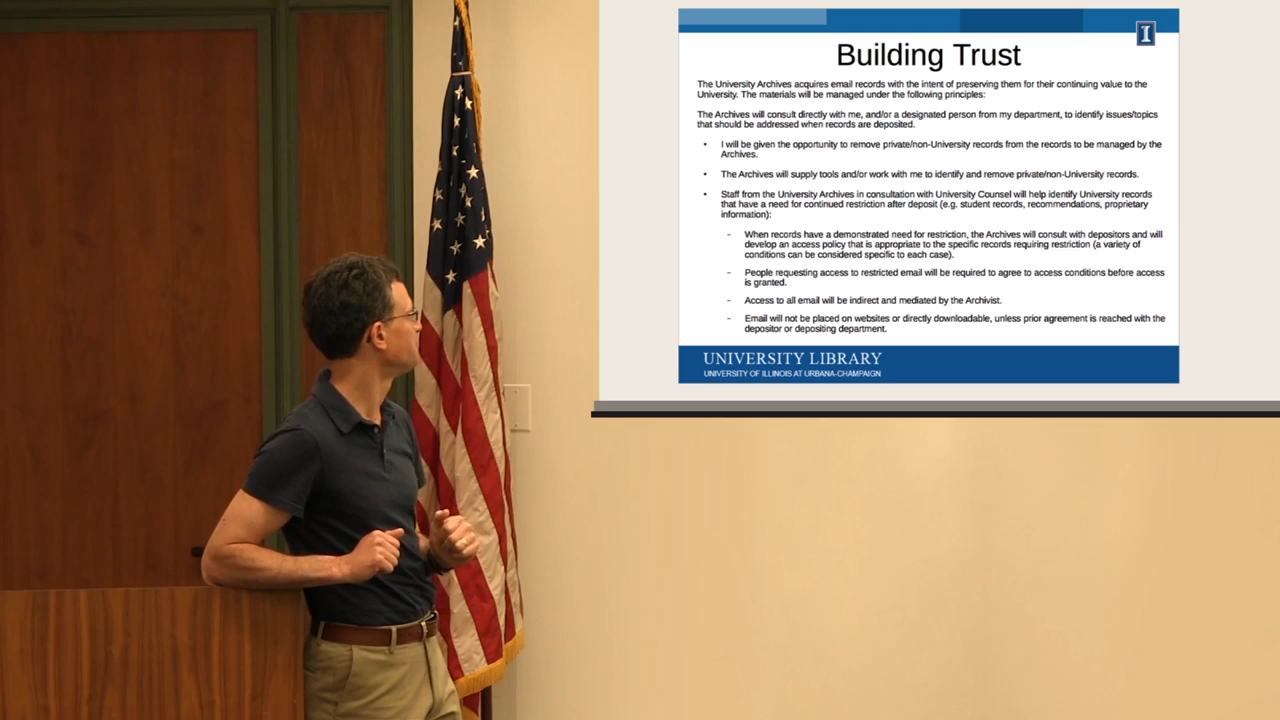 I
Building Trust
The University Archives acquires email records with the intent of preserving them for their continuing value to the
University. The materials will be managed under the following principles:
The Archives will consult directly with me, and/or a designated person from my department, to identify issues/topics
that should be addressed when records are deposited.
• I will be given the opportunity to remove private/non-University records from the records to be managed by the
Archives.
• The Archives will supply tools and/or work with me to identify and remove private/non-University records.
• Staff from the University Archives in consultation with University Counsel will help identify University records
that have a need for continued restriction after deposit (e.g. student records, recommendations, proprietary
information):
– When records have a demonstrated need for restriction, the Archives will consult with depositors and will
develop an access policy that is appropriate to the specific records requiring restriction (a variety of
conditions can be considered specific to each case).
– People requesting access to restricted email will be required to agree to access conditions before access
is granted.
– Access to all email will be indirect and mediated by the Archivist.
– Email will not be placed on websites or directly downloadable, unless prior agreement is reached with the
depositor or depositing department.
UNIVERSITY LIBRARY
UNIVERSITY OF ILLINOIS AT URBANA-CHAMPAIGN